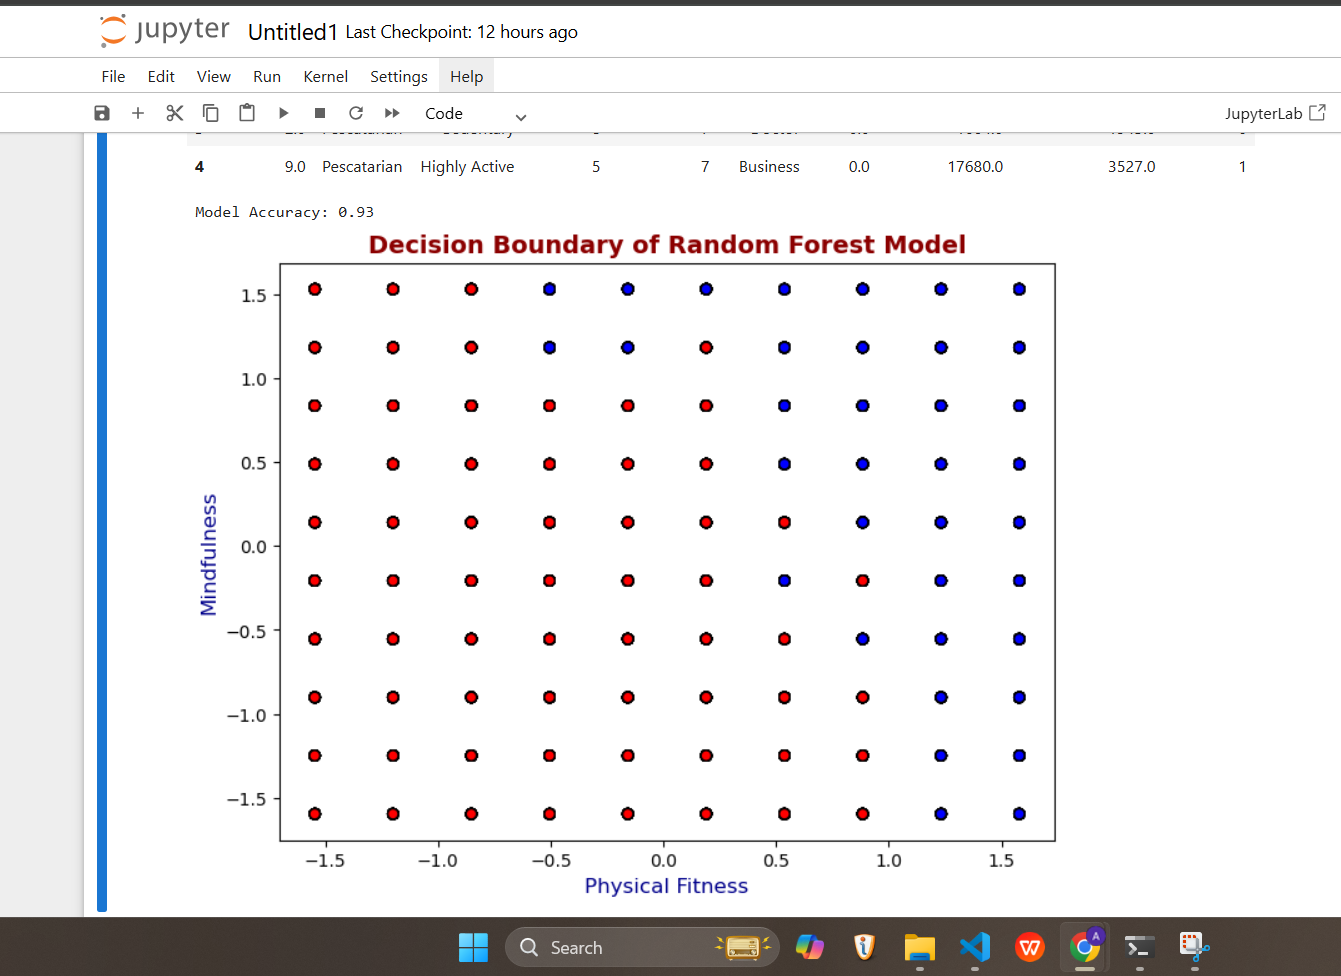 jupyter Untitled1 Last Checkpoint: 12 hours ago
File Edit View Run Kernel Settings Help
Code JupyterLab
4 9.0 Pescatarian Highly Active 5 7 Business 0.0 17680.0 3527.0 1
Model Accuracy: 0.93
Decision Boundary of Random Forest Model
1.5
1.0
0.5
0.0
−0.5
−1.0
−1.5
Mindfulness
−1.5 −1.0 −0.5 0.0 0.5 1.0 1.5
Physical Fitness
Search
A
W